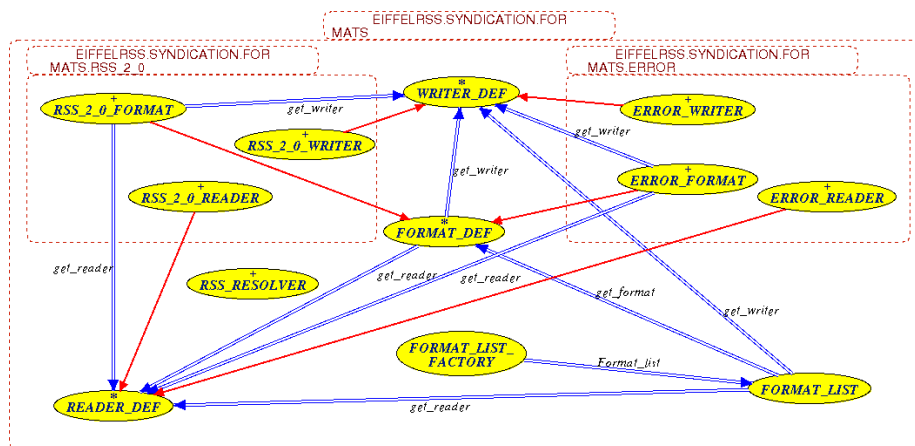 EIFFELRSS.SYNDICATION.FOR
MATS
EIFFELRSS.SYNDICATION.FOR
MATS.RSS_2_0
EIFFELRSS.SYNDICATION.FOR
MATS.ERROR
+
RSS_2_0_FORMAT
get_writer
*
WRITER_DEF
+
ERROR_WRITER
+
RSS_2_0_WRITER
get_writer
get_writer
+
ERROR_FORMAT
+
RSS_2_0_READER
+
ERROR_READER
*
FORMAT_DEF
get_reader
get_reader
get_reader
+
RSS_RESOLVER
get_format
get_writer
FORMAT_LIST_
FACTORY
Format_list
FORMAT_LIST
*
READER_DEF
get_reader